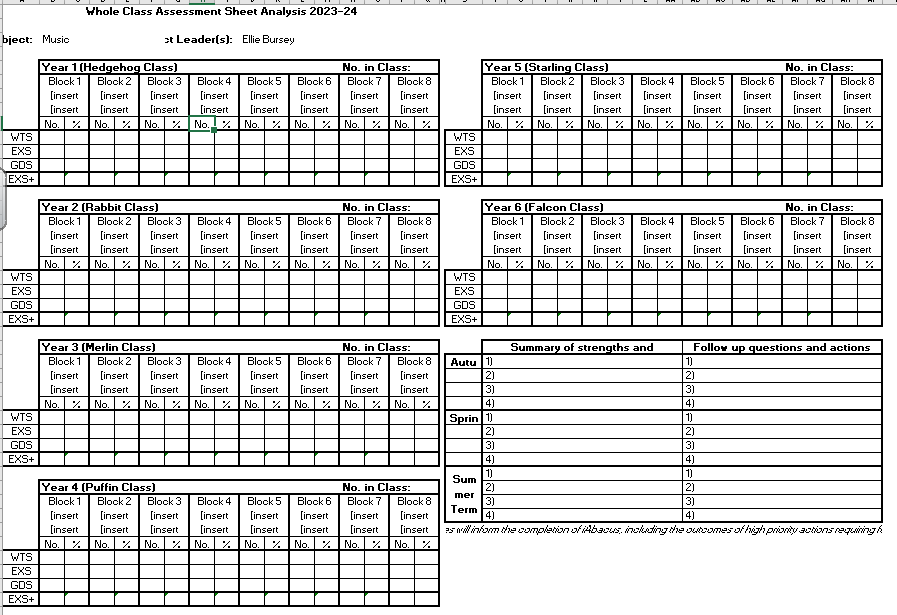 Whole Class Assessment Sheet Analysis 2023-24
bject: Music ct Leader(s): Ellie Bursey
Year 1 (Hedgehog Class) No. in Class:
Block 1 Block 2 Block 3 Block 4 Block 5 Block 6 Block 7 Block 8
[insert [insert [insert [insert [insert [insert [insert [insert
[insert [insert [insert [insert [insert [insert [insert [insert
No. % No. % No. % No. % No. % No. % No. % No. %
WTS
EXS
GDS
EXS+
Year 2 (Rabbit Class) No. in Class:
Block 1 Block 2 Block 3 Block 4 Block 5 Block 6 Block 7 Block 8
[insert [insert [insert [insert [insert [insert [insert [insert
[insert [insert [insert [insert [insert [insert [insert [insert
No. % No. % No. % No. % No. % No. % No. % No. %
WTS
EXS
GDS
EXS+
Year 3 (Merlin Class) No. in Class:
Block 1 Block 2 Block 3 Block 4 Block 5 Block 6 Block 7 Block 8
[insert [insert [insert [insert [insert [insert [insert [insert
[insert [insert [insert [insert [insert [insert [insert [insert
No. % No. % No. % No. % No. % No. % No. % No. %
WTS
EXS
GDS
EXS+
Year 4 (Puffin Class) No. in Class:
Block 1 Block 2 Block 3 Block 4 Block 5 Block 6 Block 7 Block 8
[insert [insert [insert [insert [insert [insert [insert [insert
[insert [insert [insert [insert [insert [insert [insert [insert
No. % No. % No. % No. % No. % No. % No. % No. %
WTS
EXS
GDS
EXS+
Year 5 (Starling Class) No. in Class:
Block 1 Block 2 Block 3 Block 4 Block 5 Block 6 Block 7 Block 8
[insert [insert [insert [insert [insert [insert [insert [insert
[insert [insert [insert [insert [insert [insert [insert [insert
No. % No. % No. % No. % No. % No. % No. % No. %
WTS
EXS
GDS
EXS+
Year 6 (Falcon Class) No. in Class:
Block 1 Block 2 Block 3 Block 4 Block 5 Block 6 Block 7 Block 8
[insert [insert [insert [insert [insert [insert [insert [insert
[insert [insert [insert [insert [insert [insert [insert [insert
No. % No. % No. % No. % No. % No. % No. % No. %
WTS
EXS
GDS
EXS+
Summary of strengths and Follow up questions and actions
Autu 1) 1)
2) 2)
3) 3)
4) 4)
Sprin 1) 1)
2) 2)
3) 3)
4) 4)
Sum 1) 1)
mer 2) 2)
Term 3) 3)
4) 4)
es will inform the completion of iAbacus, including the outcomes of high priority actions requiring